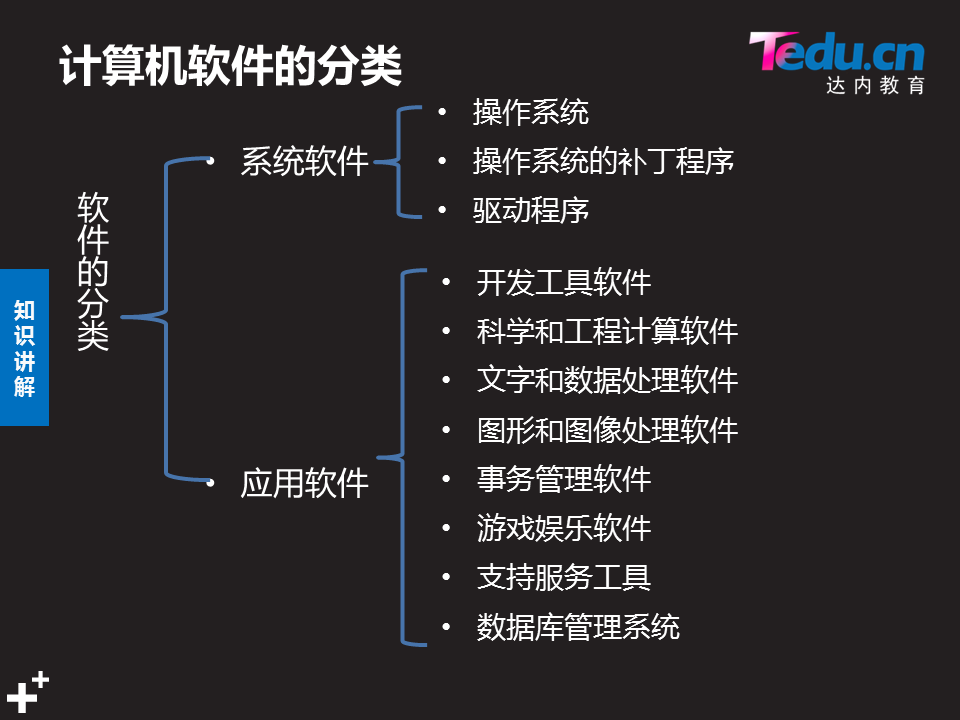 计算机软件的分类
Tedu.cn
达内教育
软件的分类
知识讲解
• 系统软件
• 操作系统
• 操作系统的补丁程序
• 驱动程序
• 应用软件
• 开发工具软件
• 科学和工程计算软件
• 文字和数据处理软件
• 图形和图像处理软件
• 事务管理软件
• 游戏娱乐软件
• 支持服务工具
• 数据库管理系统